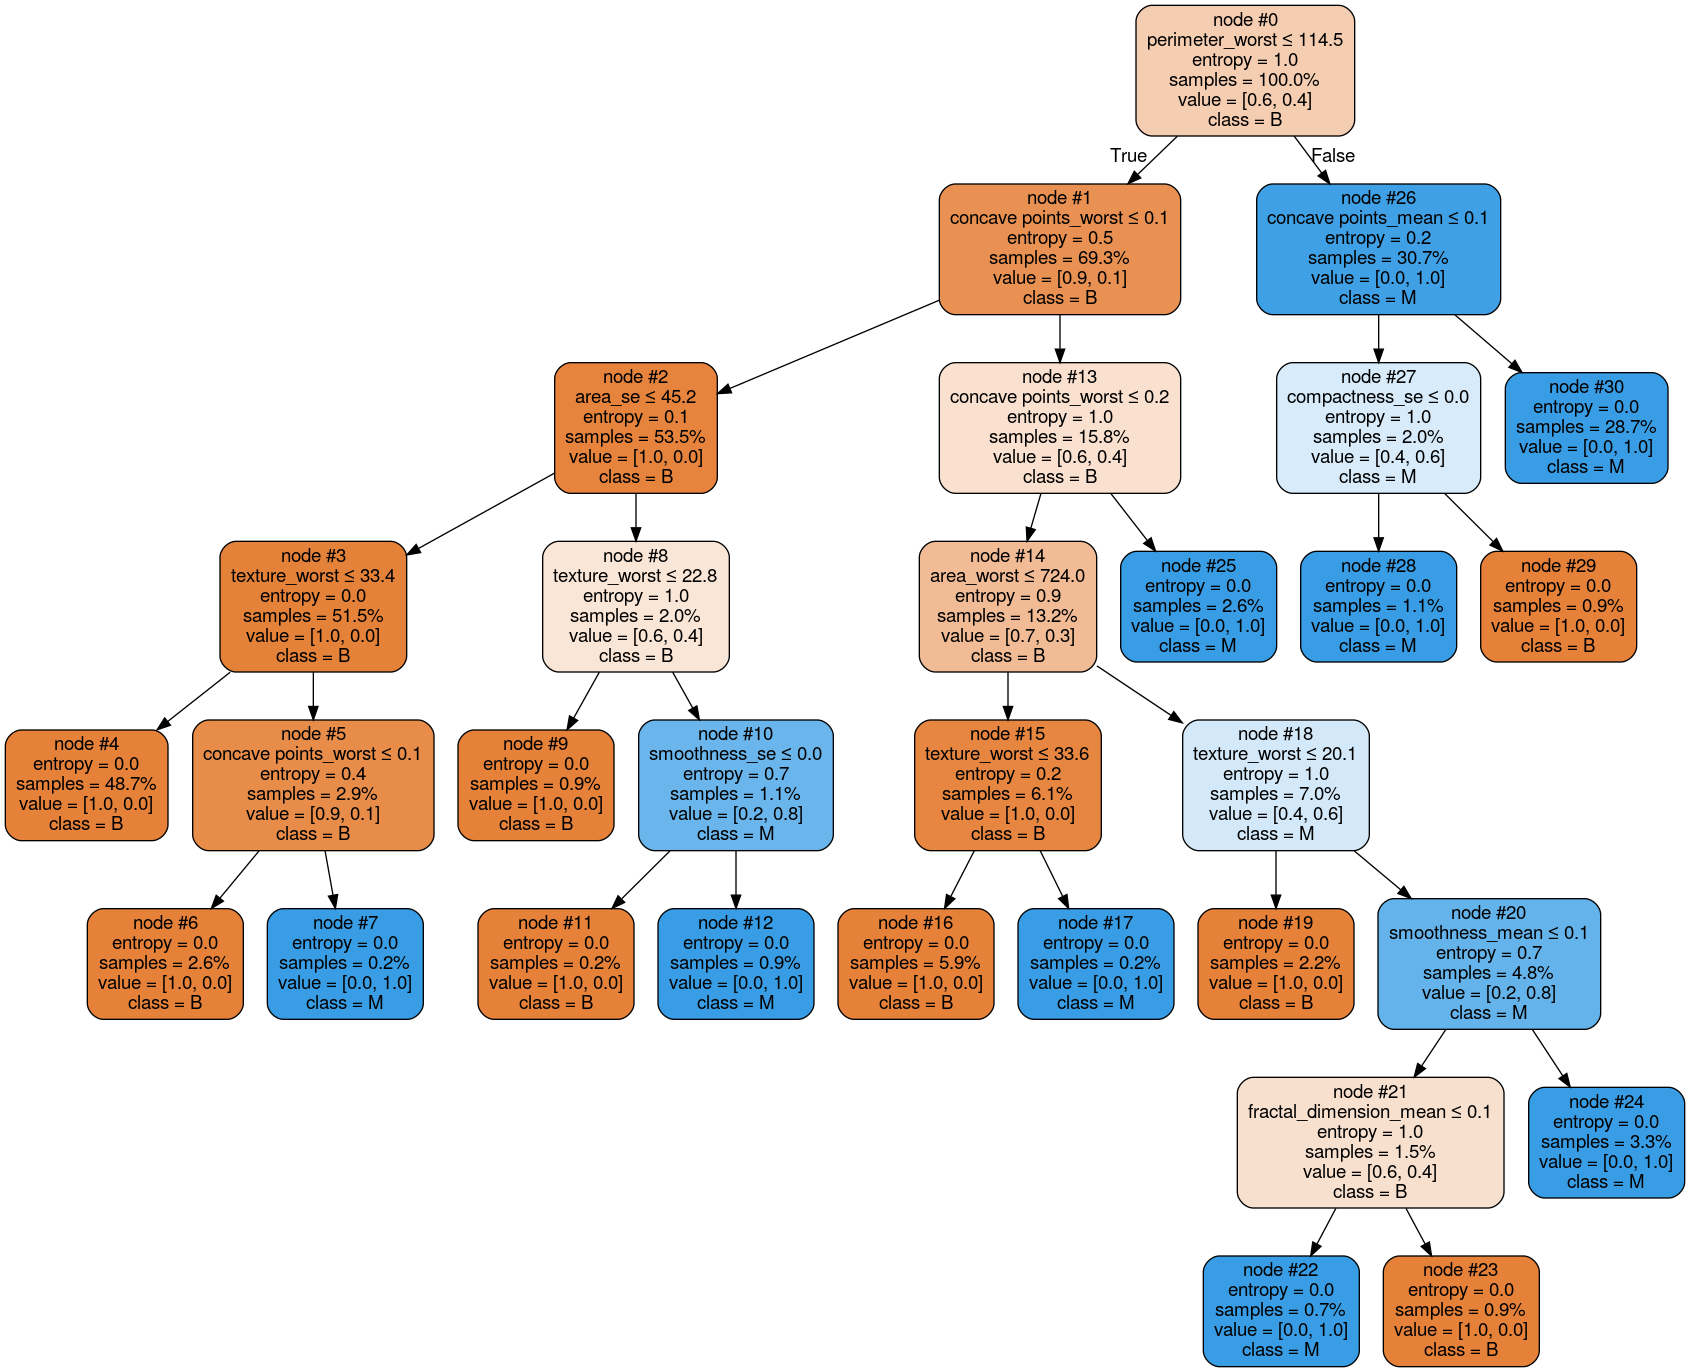 node #0
perimeter_worst ≤ 114.5
entropy = 1.0
samples = 100.0%
value = [0.6, 0.4]
class = B
True
False
node #1
concave points_worst ≤ 0.1
entropy = 0.5
samples = 69.3%
value = [0.9, 0.1]
class = B
node #26
concave points_mean ≤ 0.1
entropy = 0.2
samples = 30.7%
value = [0.0, 1.0]
class = M
node #2
area_se ≤ 45.2
entropy = 0.1
samples = 53.5%
value = [1.0, 0.0]
class = B
node #13
concave points_worst ≤ 0.2
entropy = 1.0
samples = 15.8%
value = [0.6, 0.4]
class = B
node #27
compactness_se ≤ 0.0
entropy = 1.0
samples = 2.0%
value = [0.4, 0.6]
class = M
node #30
entropy = 0.0
samples = 28.7%
value = [0.0, 1.0]
class = M
node #3
texture_worst ≤ 33.4
entropy = 0.0
samples = 51.5%
value = [1.0, 0.0]
class = B
node #8
texture_worst ≤ 22.8
entropy = 1.0
samples = 2.0%
value = [0.6, 0.4]
class = B
node #14
area_worst ≤ 724.0
entropy = 0.9
samples = 13.2%
value = [0.7, 0.3]
class = B
node #25
entropy = 0.0
samples = 2.6%
value = [0.0, 1.0]
class = M
node #28
entropy = 0.0
samples = 1.1%
value = [0.0, 1.0]
class = M
node #29
entropy = 0.0
samples = 0.9%
value = [1.0, 0.0]
class = B
node #4
entropy = 0.0
samples = 48.7%
value = [1.0, 0.0]
class = B
node #5
concave points_worst ≤ 0.1
entropy = 0.4
samples = 2.9%
value = [0.9, 0.1]
class = B
node #9
entropy = 0.0
samples = 0.9%
value = [1.0, 0.0]
class = B
node #10
smoothness_se ≤ 0.0
entropy = 0.7
samples = 1.1%
value = [0.2, 0.8]
class = M
node #15
texture_worst ≤ 33.6
entropy = 0.2
samples = 6.1%
value = [1.0, 0.0]
class = B
node #18
texture_worst ≤ 20.1
entropy = 1.0
samples = 7.0%
value = [0.4, 0.6]
class = M
node #6
entropy = 0.0
samples = 2.6%
value = [1.0, 0.0]
class = B
node #7
entropy = 0.0
samples = 0.2%
value = [0.0, 1.0]
class = M
node #11
entropy = 0.0
samples = 0.2%
value = [1.0, 0.0]
class = B
node #12
entropy = 0.0
samples = 0.9%
value = [0.0, 1.0]
class = M
node #16
entropy = 0.0
samples = 5.9%
value = [1.0, 0.0]
class = B
node #17
entropy = 0.0
samples = 0.2%
value = [0.0, 1.0]
class = M
node #19
entropy = 0.0
samples = 2.2%
value = [1.0, 0.0]
class = B
node #20
smoothness_mean ≤ 0.1
entropy = 0.7
samples = 4.8%
value = [0.2, 0.8]
class = M
node #21
fractal_dimension_mean ≤ 0.1
entropy = 1.0
samples = 1.5%
value = [0.6, 0.4]
class = B
node #24
entropy = 0.0
samples = 3.3%
value = [0.0, 1.0]
class = M
node #22
entropy = 0.0
samples = 0.7%
value = [0.0, 1.0]
class = M
node #23
entropy = 0.0
samples = 0.9%
value = [1.0, 0.0]
class = B